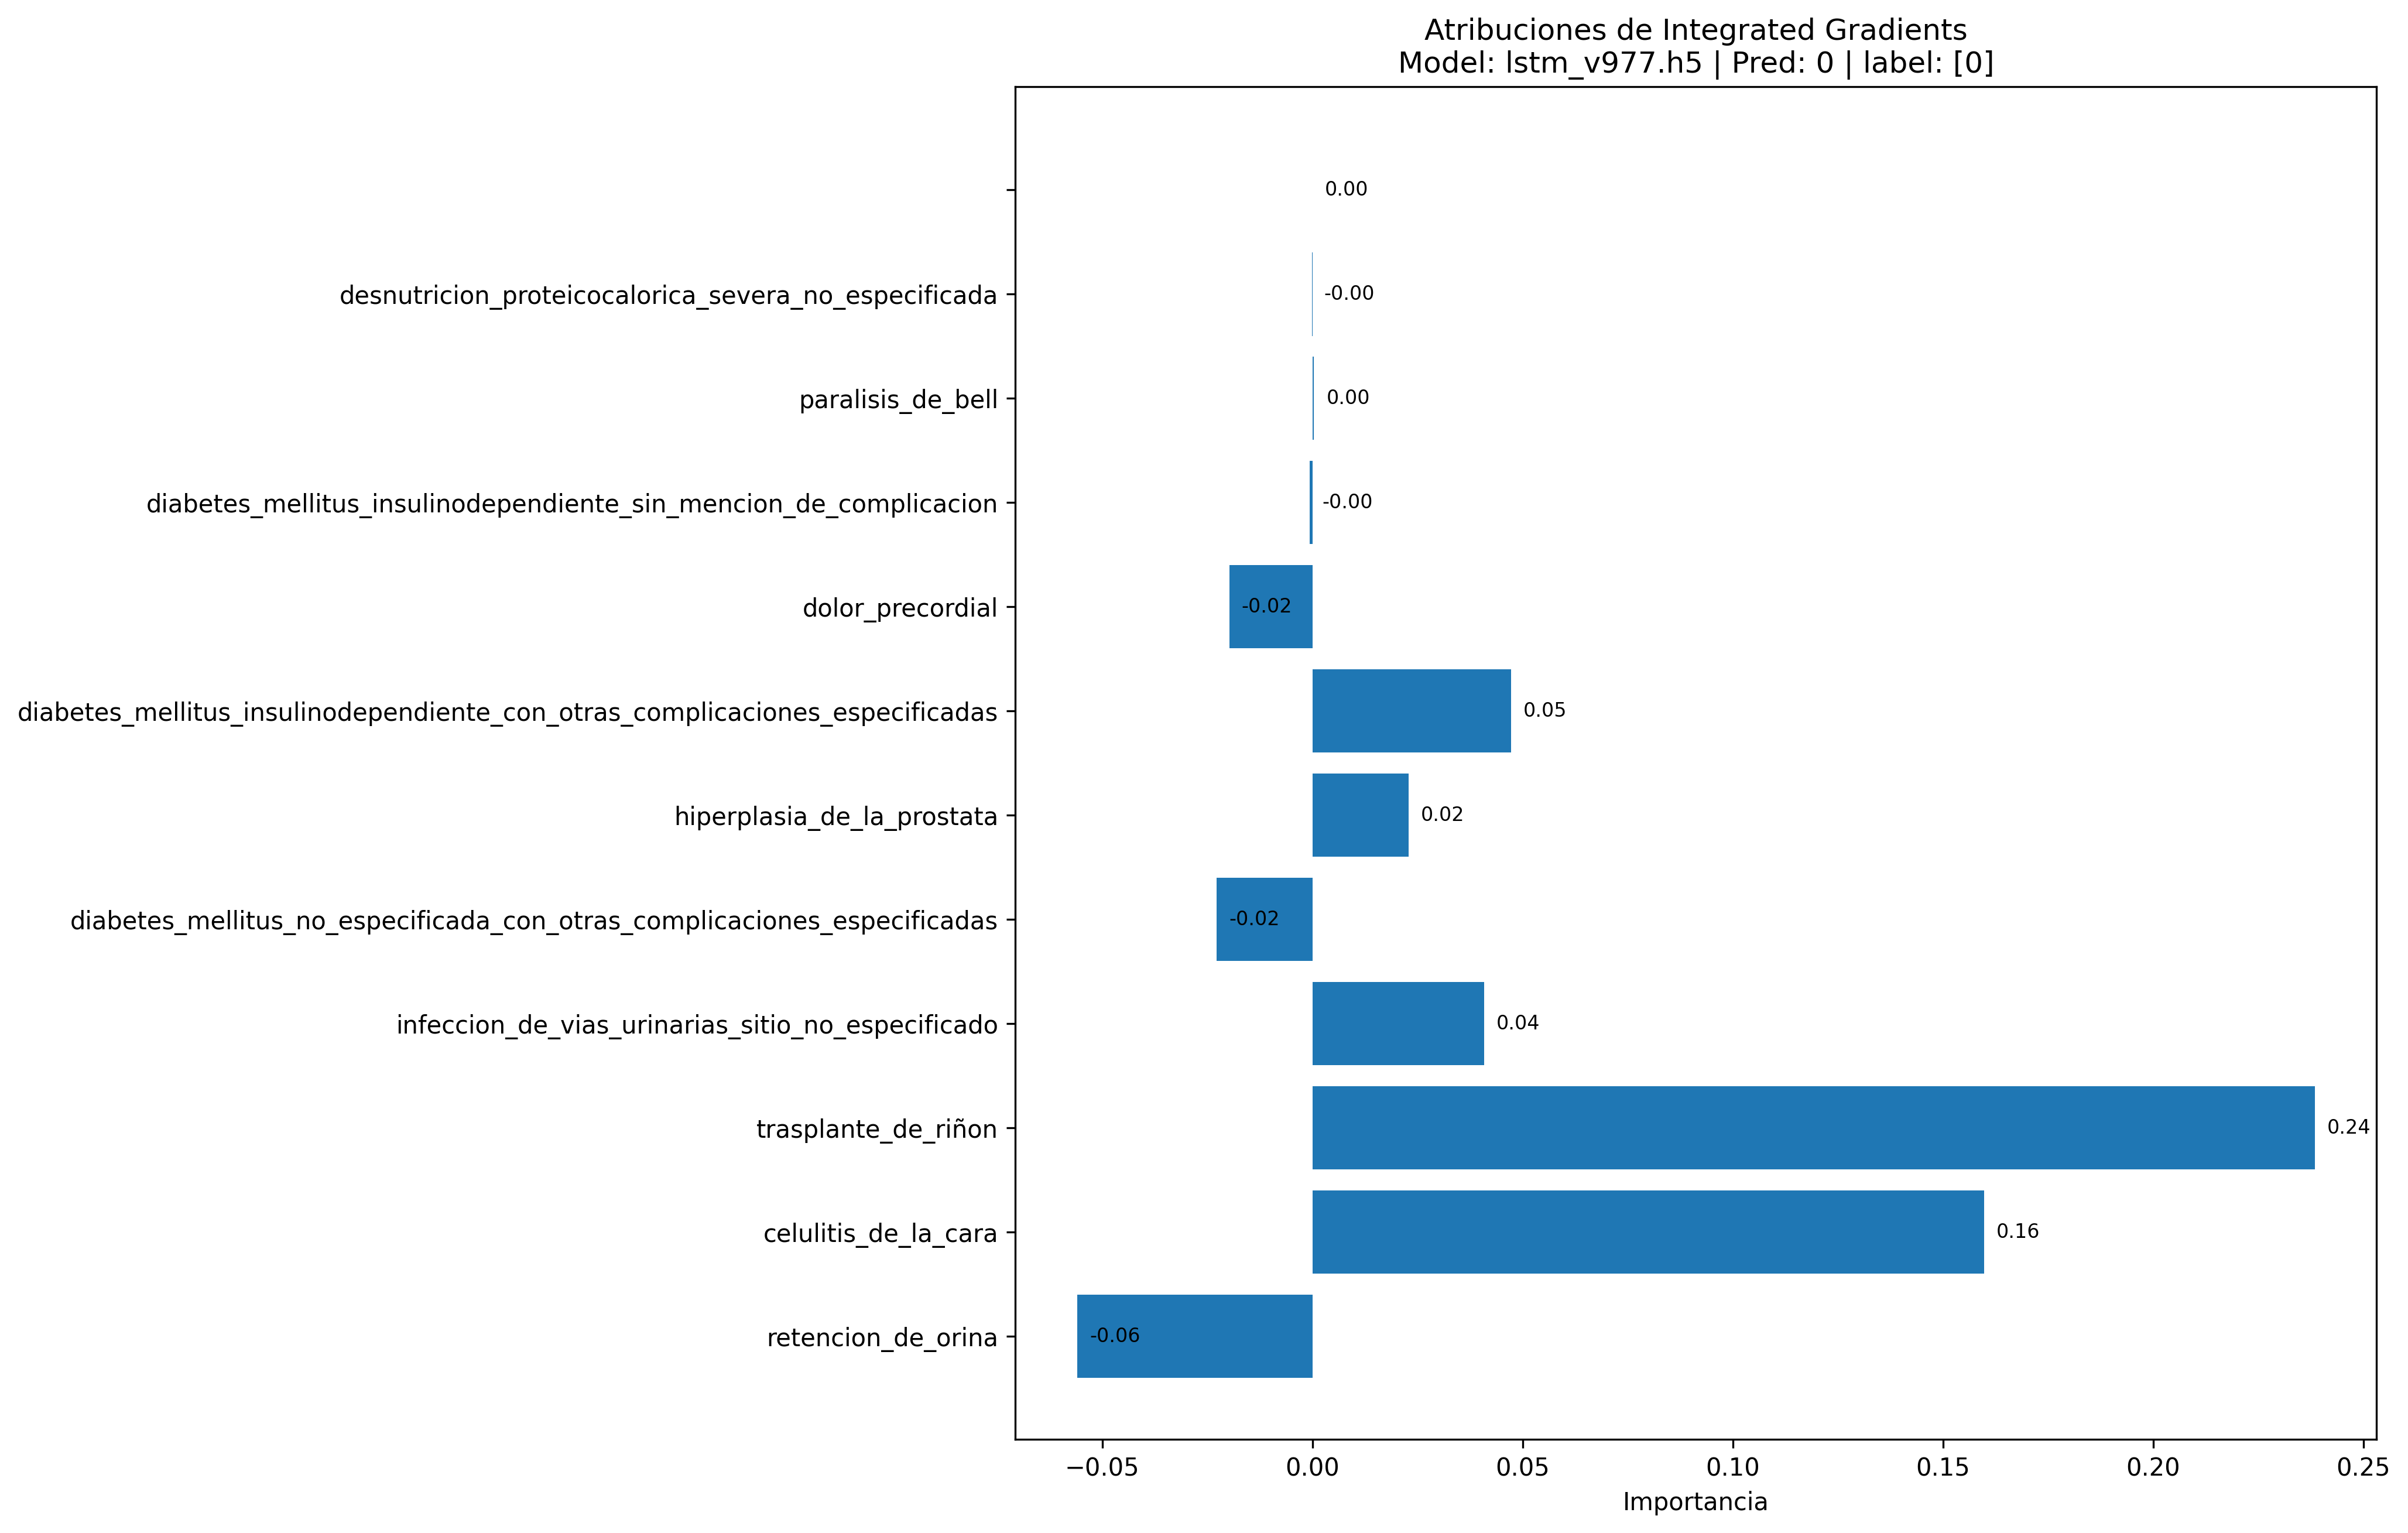 Atribuciones de Integrated Gradients
Model: lstm_v977.h5 | Pred: 0 | label: [0]
0.00
desnutricion_proteicocalorica_severa_no_especificada -0.00
paralisis_de_bell 0.00
diabetes_mellitus_insulinodependiente_sin_mencion_de_complicacion -0.00
dolor_precordial -0.02
diabetes_mellitus_insulinodependiente_con_otras_complicaciones_especificadas 0.05
hiperplasia_de_la_prostata 0.02
diabetes_mellitus_no_especificada_con_otras_complicaciones_especificadas -0.02
infeccion_de_vias_urinarias_sitio_no_especificado 0.04
trasplante_de_riñon 0.24
celulitis_de_la_cara 0.16
retencion_de_orina -0.06
−0.05 0.00 0.05 0.10 0.15 0.20 0.25
Importancia